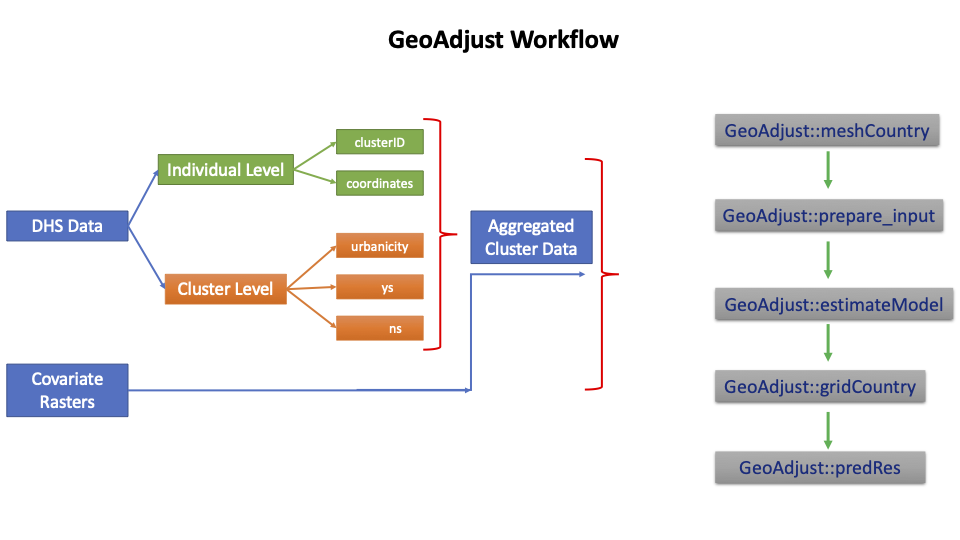 GeoAdjust Workflow
DHS Data
Individual Level
clusterID
coordinates
Cluster Level
urbanicity
ys
ns
Covariate
Rasters
Aggregated
Cluster Data
GeoAdjust::meshCountry
GeoAdjust::prepare_input
GeoAdjust::estimateModel
GeoAdjust::gridCountry
GeoAdjust::predRes